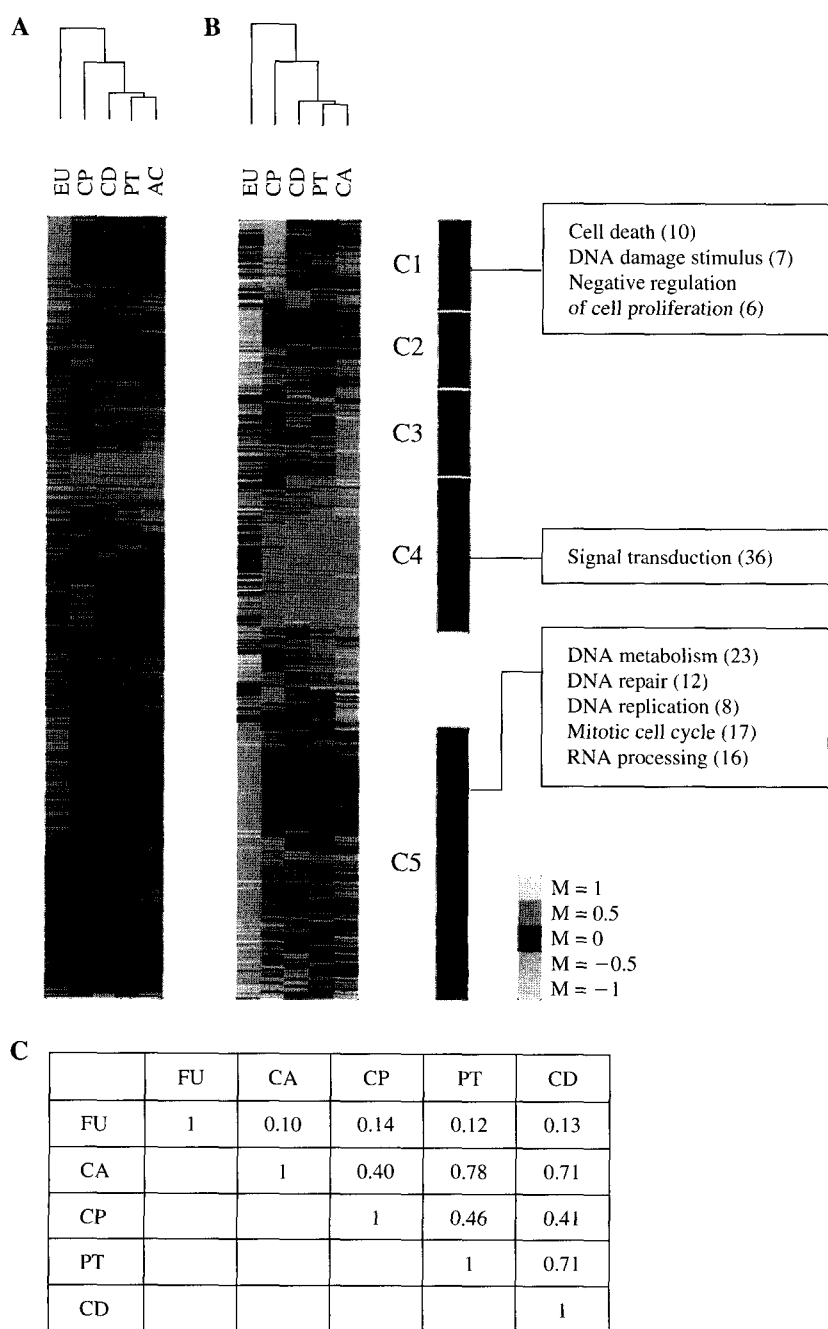 A
B
EU CP CD PT AC
EU CP CD PT CA
C1
C2
C3
C4
C5
Cell death (10)
DNA damage stimulus (7)
Negative regulation
of cell proliferation (6)
Signal transduction (36)
DNA metabolism (23)
DNA repair (12)
DNA replication (8)
Mitotic cell cycle (17)
RNA processing (16)
M = 1
M = 0.5
M = 0
M = −0.5
M = −1
C
FU CA CP PT CD
FU 1 0.10 0.14 0.12 0.13
CA 1 0.40 0.78 0.71
CP 1 0.46 0.41
PT 1 0.71
CD 1